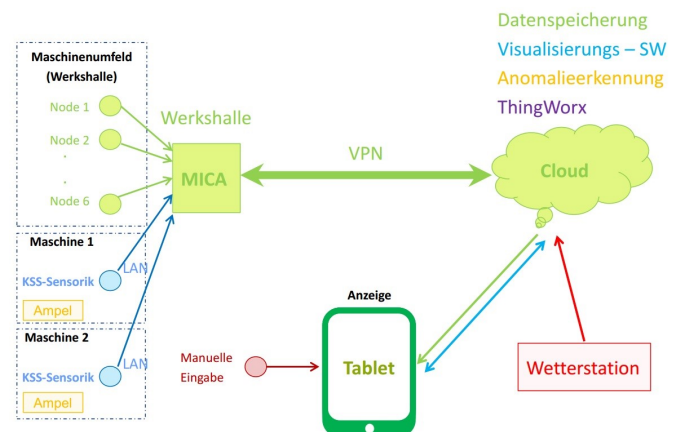 Datenspeicherung
Visualisierungs – SW
Anomalieerkennung
ThingWorx
Maschinenumfeld
(Werkshalle)
Node 1
Node 2
.
.
Node 6
Werkshalle
MICA
VPN
Cloud
Maschine 1
LAN
KSS-Sensorik
Ampel
Maschine 2
LAN
KSS-Sensorik
Ampel
Anzeige
Manuelle
Eingabe
Tablet
Wetterstation